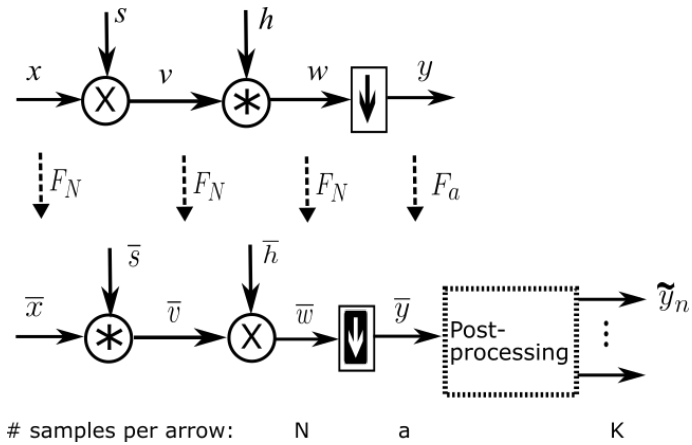 s h
x v w y
F_N F_N F_N F_a
s̅ h̅
x̅ v̅ w̅ y̅ ỹ_n
Post-
processing
# samples per arrow: N a K